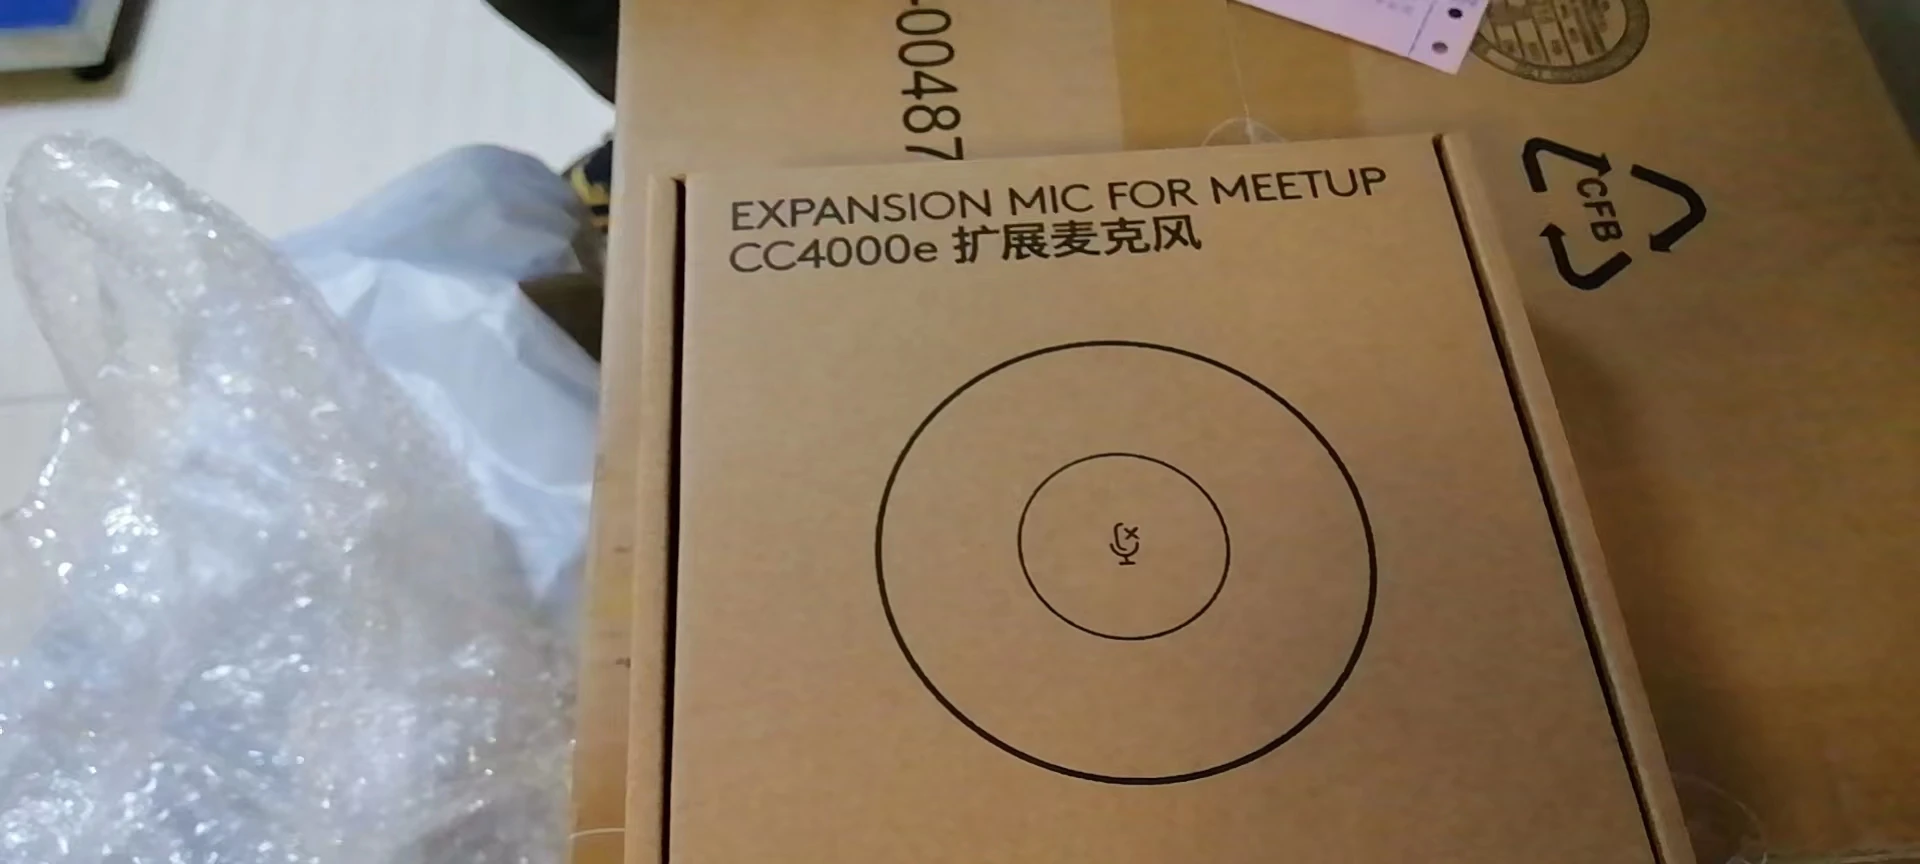 -00487
EXPANSION MIC FOR MEETUP
CC4000e 扩展麦克风
CFB